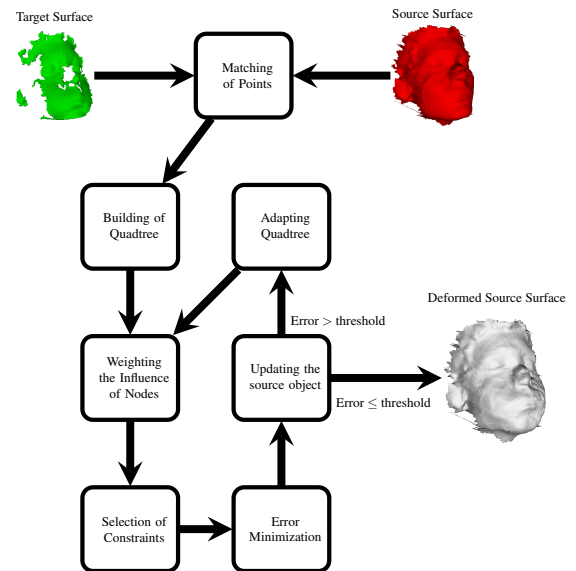 Target Surface
Source Surface
Matching
of Points
Building of
Quadtree
Adapting
Quadtree
Deformed Source Surface
Error > threshold
Weighting
the Influence
of Nodes
Updating the
source object
Error ≤ threshold
Selection of
Constraints
Error
Minimization